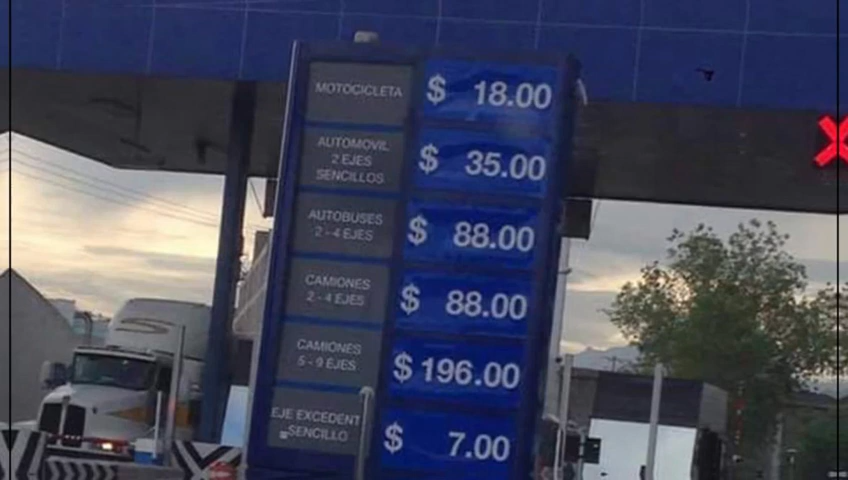 MOTOCICLETA $ 18.00
AUTOMOVIL
2 EJES
SENCILLOS
$ 35.00
AUTOBUSES
2 - 4 EJES
$ 88.00
CAMIONES
2 - 4 EJES
$ 88.00
CAMIONES
5 - 9 EJES
$ 196.00
EJE EXCEDENT
SENCILLO
$ 7.00